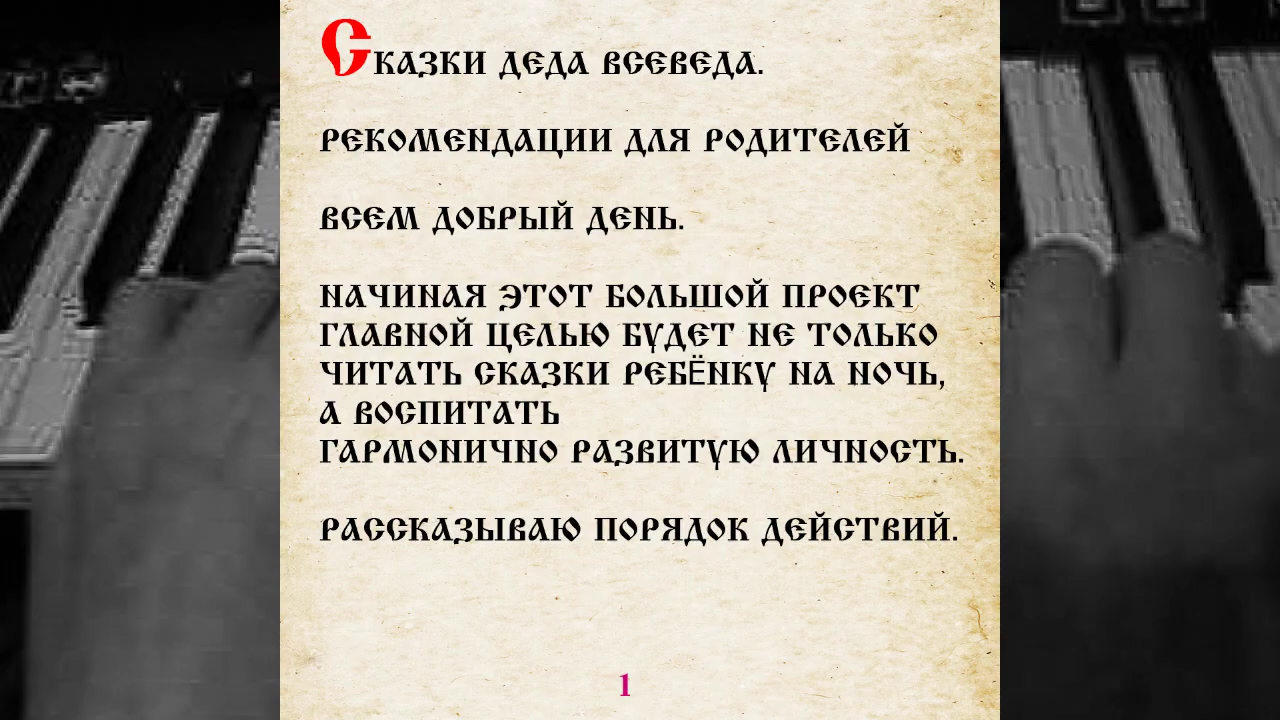 Сказки деда всеведа.
рекомендации для родителей
всем добрый день.
начиная этот большой проект
главной целью будет не только
читать сказки ребёнку на ночь,
а воспитать
гармонично развитую личность.
рассказываю порядок действий.
1